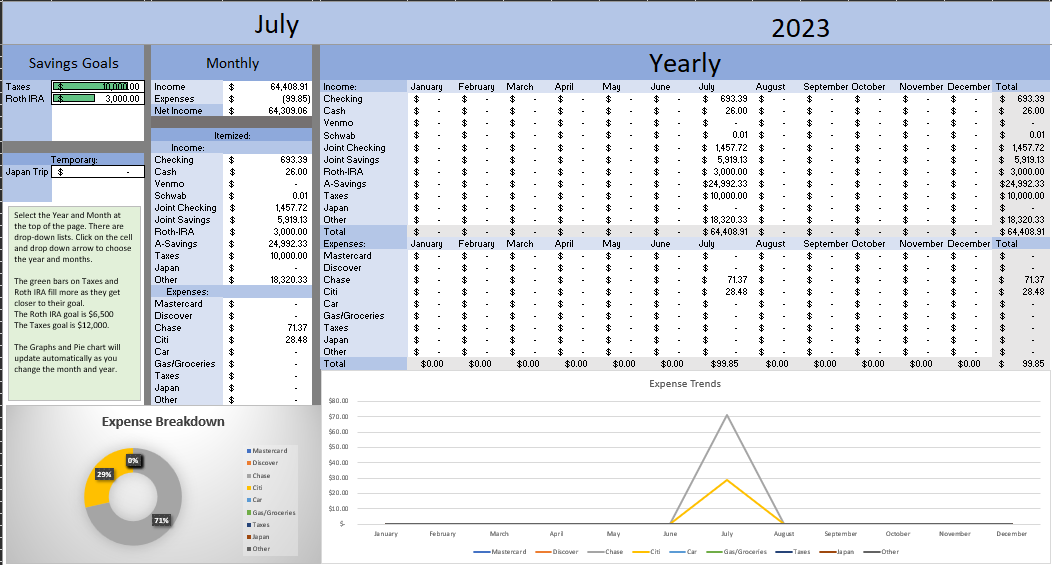 July 2023
Savings Goals Monthly Yearly
Taxes $ 10,000.00
Roth IRA $ 3,000.00
Temporary:
Japan Trip $ -
Select the Year and Month at
the top of the page. There are
drop-down lists. Click on the cell
and drop down arrow to choose
the year and months.
The green bars on Taxes and
Roth IRA fill more as they get
closer to their goal.
The Roth IRA goal is $6,500
The Taxes goal is $12,000.
The Graphs and Pie chart will
update automatically as you
change the month and year.
Income $ 64,408.91
Expenses $ (99.85)
Net Income $ 64,309.06
Itemized:
Income:
Checking $ 693.39
Cash $ 26.00
Venmo $ -
Schwab $ 0.01
Joint Checking $ 1,457.72
Joint Savings $ 5,919.13
Roth-IRA $ 3,000.00
A-Savings $ 24,992.33
Taxes $ 10,000.00
Japan $ -
Other $ 18,320.33
Expenses:
Mastercard $ -
Discover $ -
Chase $ 71.37
Citi $ 28.48
Car $ -
Gas/Groceries $ -
Taxes $ -
Japan $ -
Other $ -
Income: January February March April May June July August September October November December Total
Checking $ - $ - $ - $ - $ - $ - $ 693.39 $ - $ - $ - $ - $ - $ 693.39
Cash $ - $ - $ - $ - $ - $ - $ 26.00 $ - $ - $ - $ - $ - $ 26.00
Venmo $ - $ - $ - $ - $ - $ - $ - $ - $ - $ - $ - $ - $ -
Schwab $ - $ - $ - $ - $ - $ - $ 0.01 $ - $ - $ - $ - $ - $ 0.01
Joint Checking $ - $ - $ - $ - $ - $ - $ 1,457.72 $ - $ - $ - $ - $ - $ 1,457.72
Joint Savings $ - $ - $ - $ - $ - $ - $ 5,919.13 $ - $ - $ - $ - $ - $ 5,919.13
Roth-IRA $ - $ - $ - $ - $ - $ - $ 3,000.00 $ - $ - $ - $ - $ - $ 3,000.00
A-Savings $ - $ - $ - $ - $ - $ - $24,992.33 $ - $ - $ - $ - $ - $24,992.33
Taxes $ - $ - $ - $ - $ - $ - $10,000.00 $ - $ - $ - $ - $ - $10,000.00
Japan $ - $ - $ - $ - $ - $ - $ - $ - $ - $ - $ - $ - $ -
Other $ - $ - $ - $ - $ - $ - $18,320.33 $ - $ - $ - $ - $ - $18,320.33
Total $ - $ - $ - $ - $ - $ - $64,408.91 $ - $ - $ - $ - $ - $64,408.91
Expenses: January February March April May June July August September October November December Total
Mastercard $ - $ - $ - $ - $ - $ - $ - $ - $ - $ - $ - $ - $ -
Discover $ - $ - $ - $ - $ - $ - $ - $ - $ - $ - $ - $ - $ -
Chase $ - $ - $ - $ - $ - $ - $ 71.37 $ - $ - $ - $ - $ - $ 71.37
Citi $ - $ - $ - $ - $ - $ - $ 28.48 $ - $ - $ - $ - $ - $ 28.48
Car $ - $ - $ - $ - $ - $ - $ - $ - $ - $ - $ - $ - $ -
Gas/Groceries $ - $ - $ - $ - $ - $ - $ - $ - $ - $ - $ - $ - $ -
Taxes $ - $ - $ - $ - $ - $ - $ - $ - $ - $ - $ - $ - $ -
Japan $ - $ - $ - $ - $ - $ - $ - $ - $ - $ - $ - $ - $ -
Other $ - $ - $ - $ - $ - $ - $ - $ - $ - $ - $ - $ - $ -
Total $0.00 $0.00 $0.00 $0.00 $0.00 $0.00 $99.85 $0.00 $0.00 $0.00 $0.00 $0.00 $ 99.85
Expense Breakdown
0%
29%
71%
Mastercard
Discover
Chase
Citi
Car
Gas/Groceries
Taxes
Japan
Other
Expense Trends
$80.00
$70.00
$60.00
$50.00
$40.00
$30.00
$20.00
$10.00
$-
January February March April May June July August September October November December
Mastercard Discover Chase Citi Car Gas/Groceries Taxes Japan Other